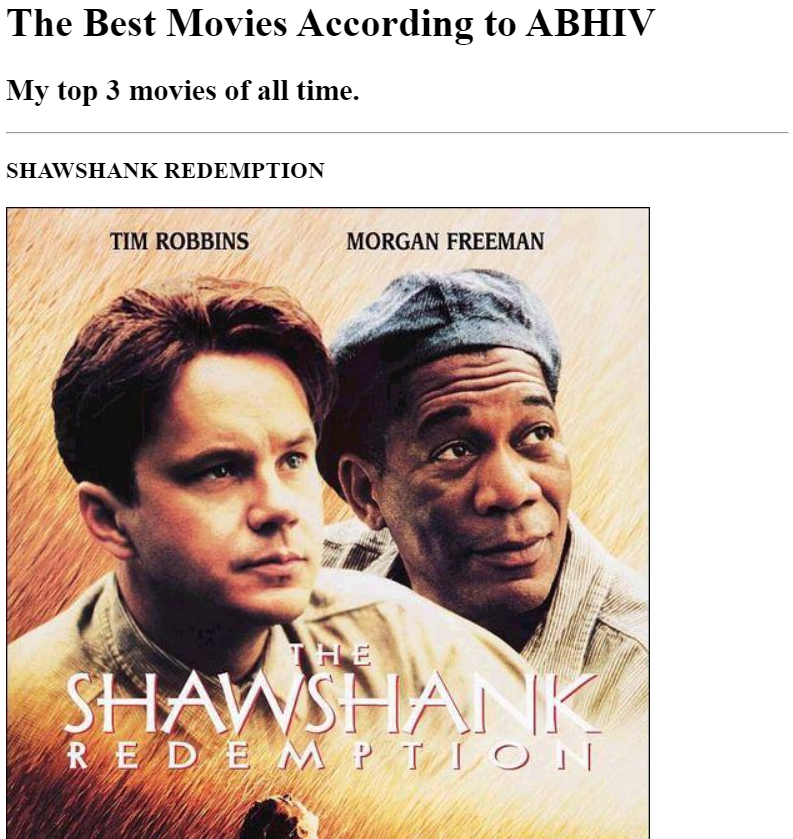 The Best Movies According to ABHIV
My top 3 movies of all time.
SHAWSHANK REDEMPTION
TIM ROBBINS MORGAN FREEMAN
THE
SHAWSHANK
REDEMPTION